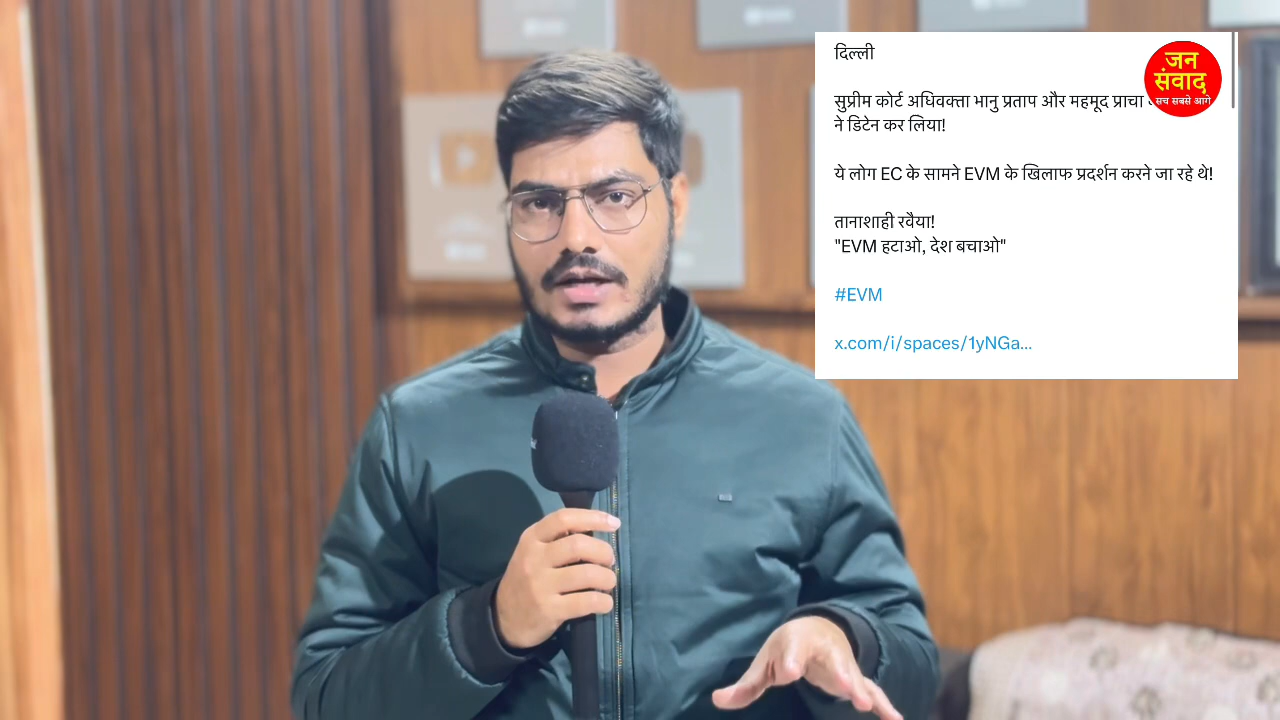 दिल्ली
जन
संवाद
सच सबसे आगे
सुप्रीम कोर्ट अधिवक्ता भानु प्रताप और महमूद प्राचा
ने डिटेन कर लिया!
ये लोग EC के सामने EVM के खिलाफ प्रदर्शन करने जा रहे थे!
तानाशाही रवैया!
"EVM हटाओ, देश बचाओ"
#EVM
x.com/i/spaces/1yNGa...